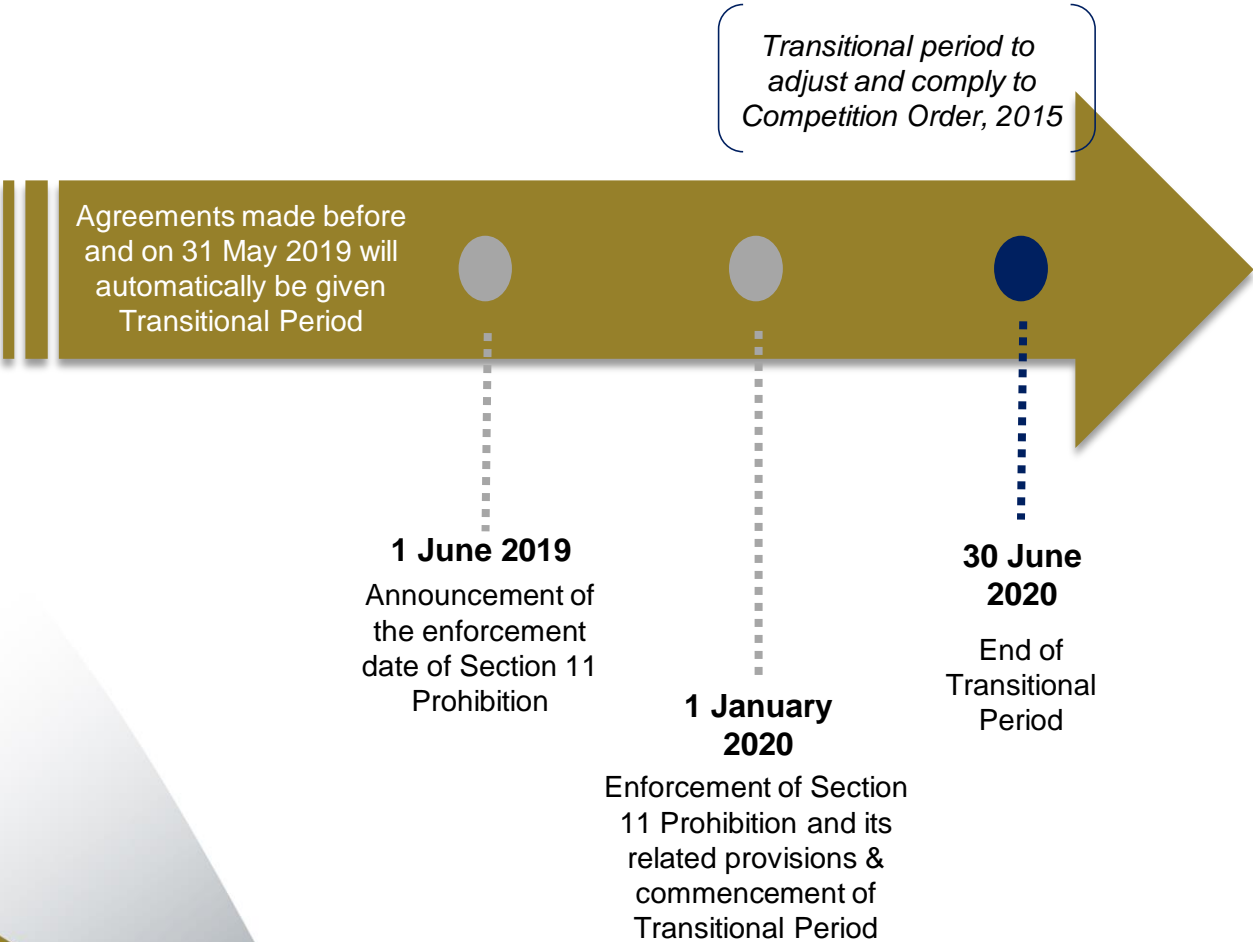 Transitional period to
adjust and comply to
Competition Order, 2015
Agreements made before
and on 31 May 2019 will
automatically be given
Transitional Period
1 June 2019
Announcement of
the enforcement
date of Section 11
Prohibition
1 January
2020
Enforcement of Section
11 Prohibition and its
related provisions &
commencement of
Transitional Period
30 June
2020
End of
Transitional
Period